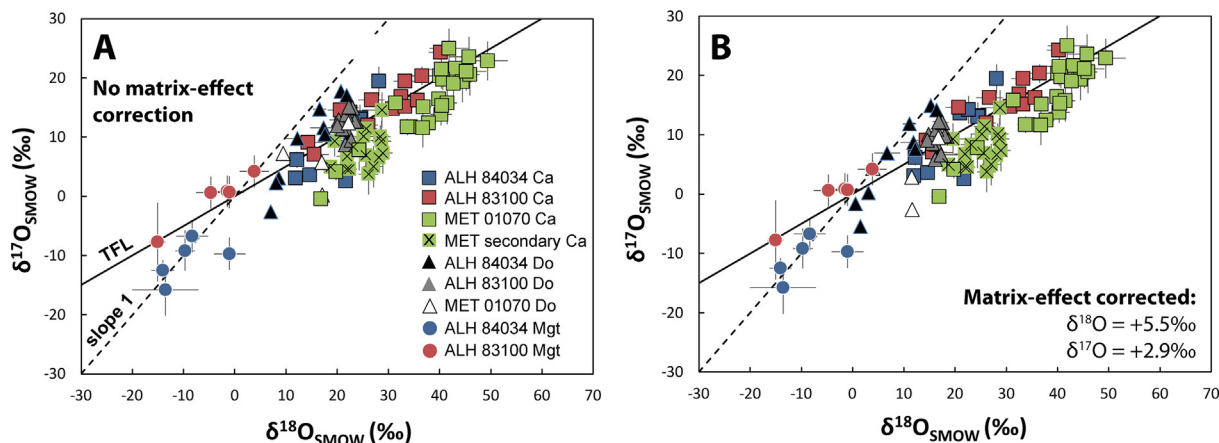 A
No matrix-effect
correction
30
20
10
0
-10
-20
-30
δ¹⁷O_SMOW (‰)
TFL
slope 1
ALH 84034 Ca
ALH 83100 Ca
MET 01070 Ca
MET secondary Ca
ALH 84034 Do
ALH 83100 Do
MET 01070 Do
ALH 84034 Mgt
ALH 83100 Mgt
-30 -20 -10 0 10 20 30 40 50 60 70
δ¹⁸O_SMOW (‰)
B
30
20
10
0
-10
-20
-30
δ¹⁷O_SMOW (‰)
Matrix-effect corrected:
δ¹⁸O = +5.5‰
δ¹⁷O = +2.9‰
-30 -20 -10 0 10 20 30 40 50 60 70
δ¹⁸O_SMOW (‰)